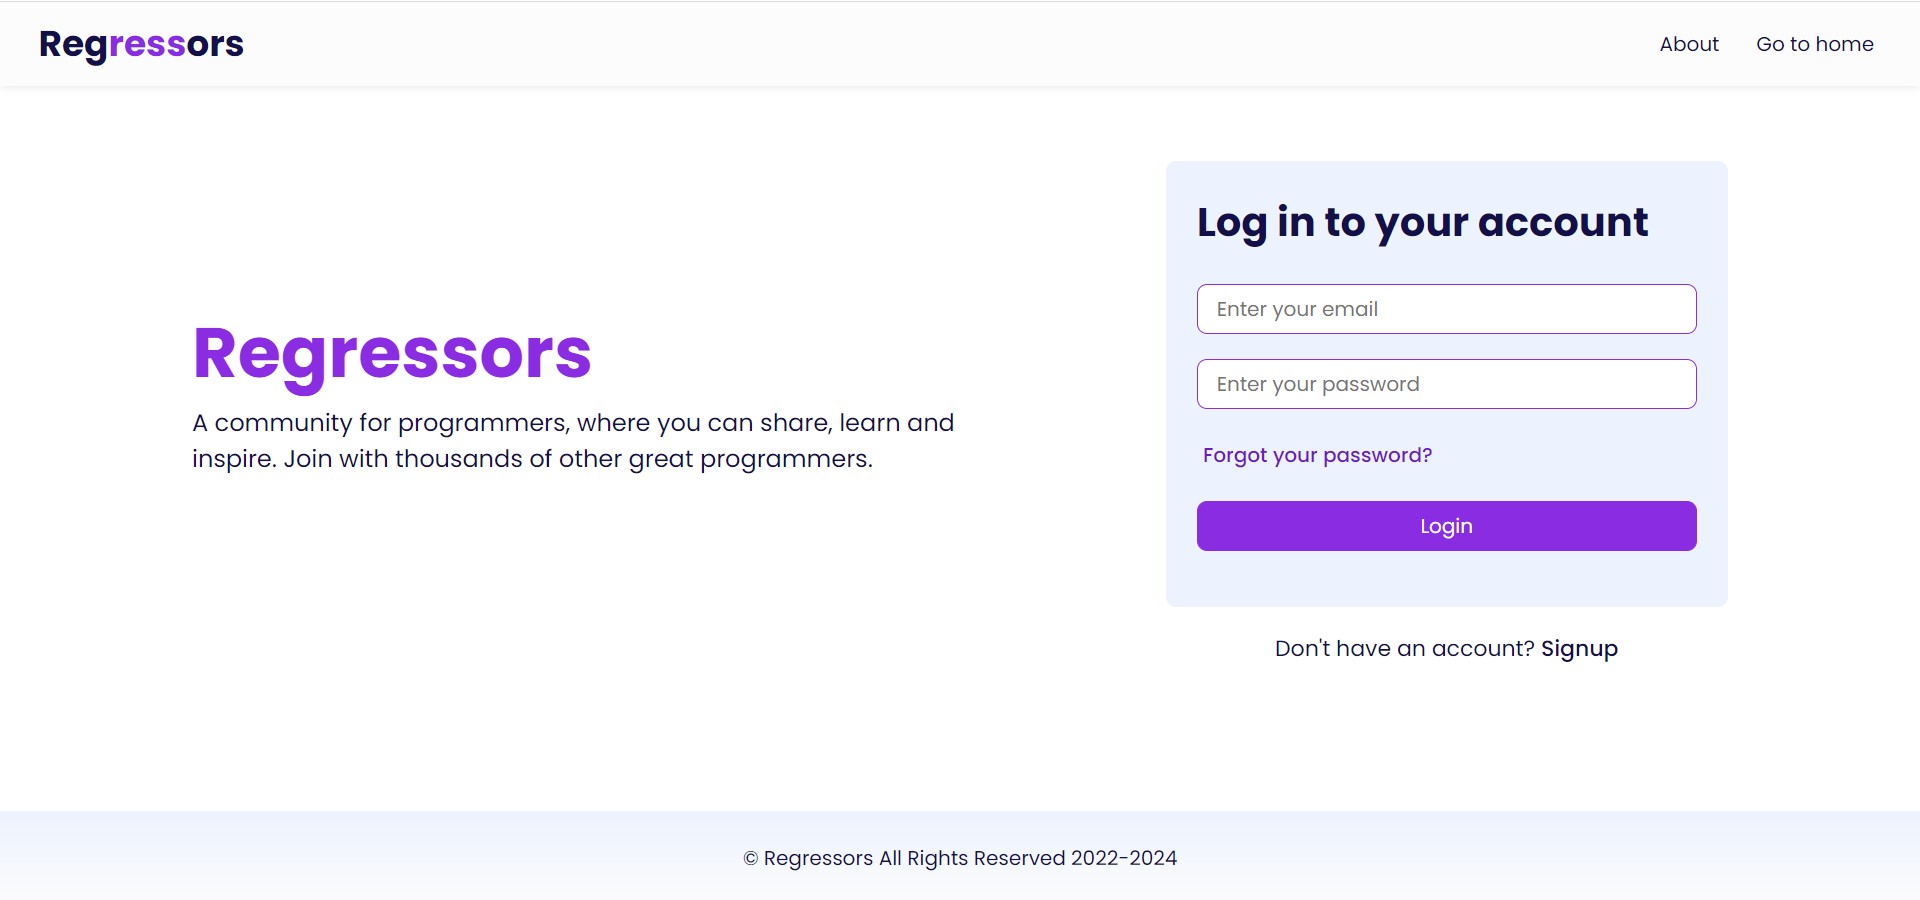 Regressors
About
Go to home
Regressors
A community for programmers, where you can share, learn and
inspire. Join with thousands of other great programmers.
Log in to your account
Enter your email
Enter your password
Forgot your password?
Login
Don't have an account? Signup
© Regressors All Rights Reserved 2022-2024